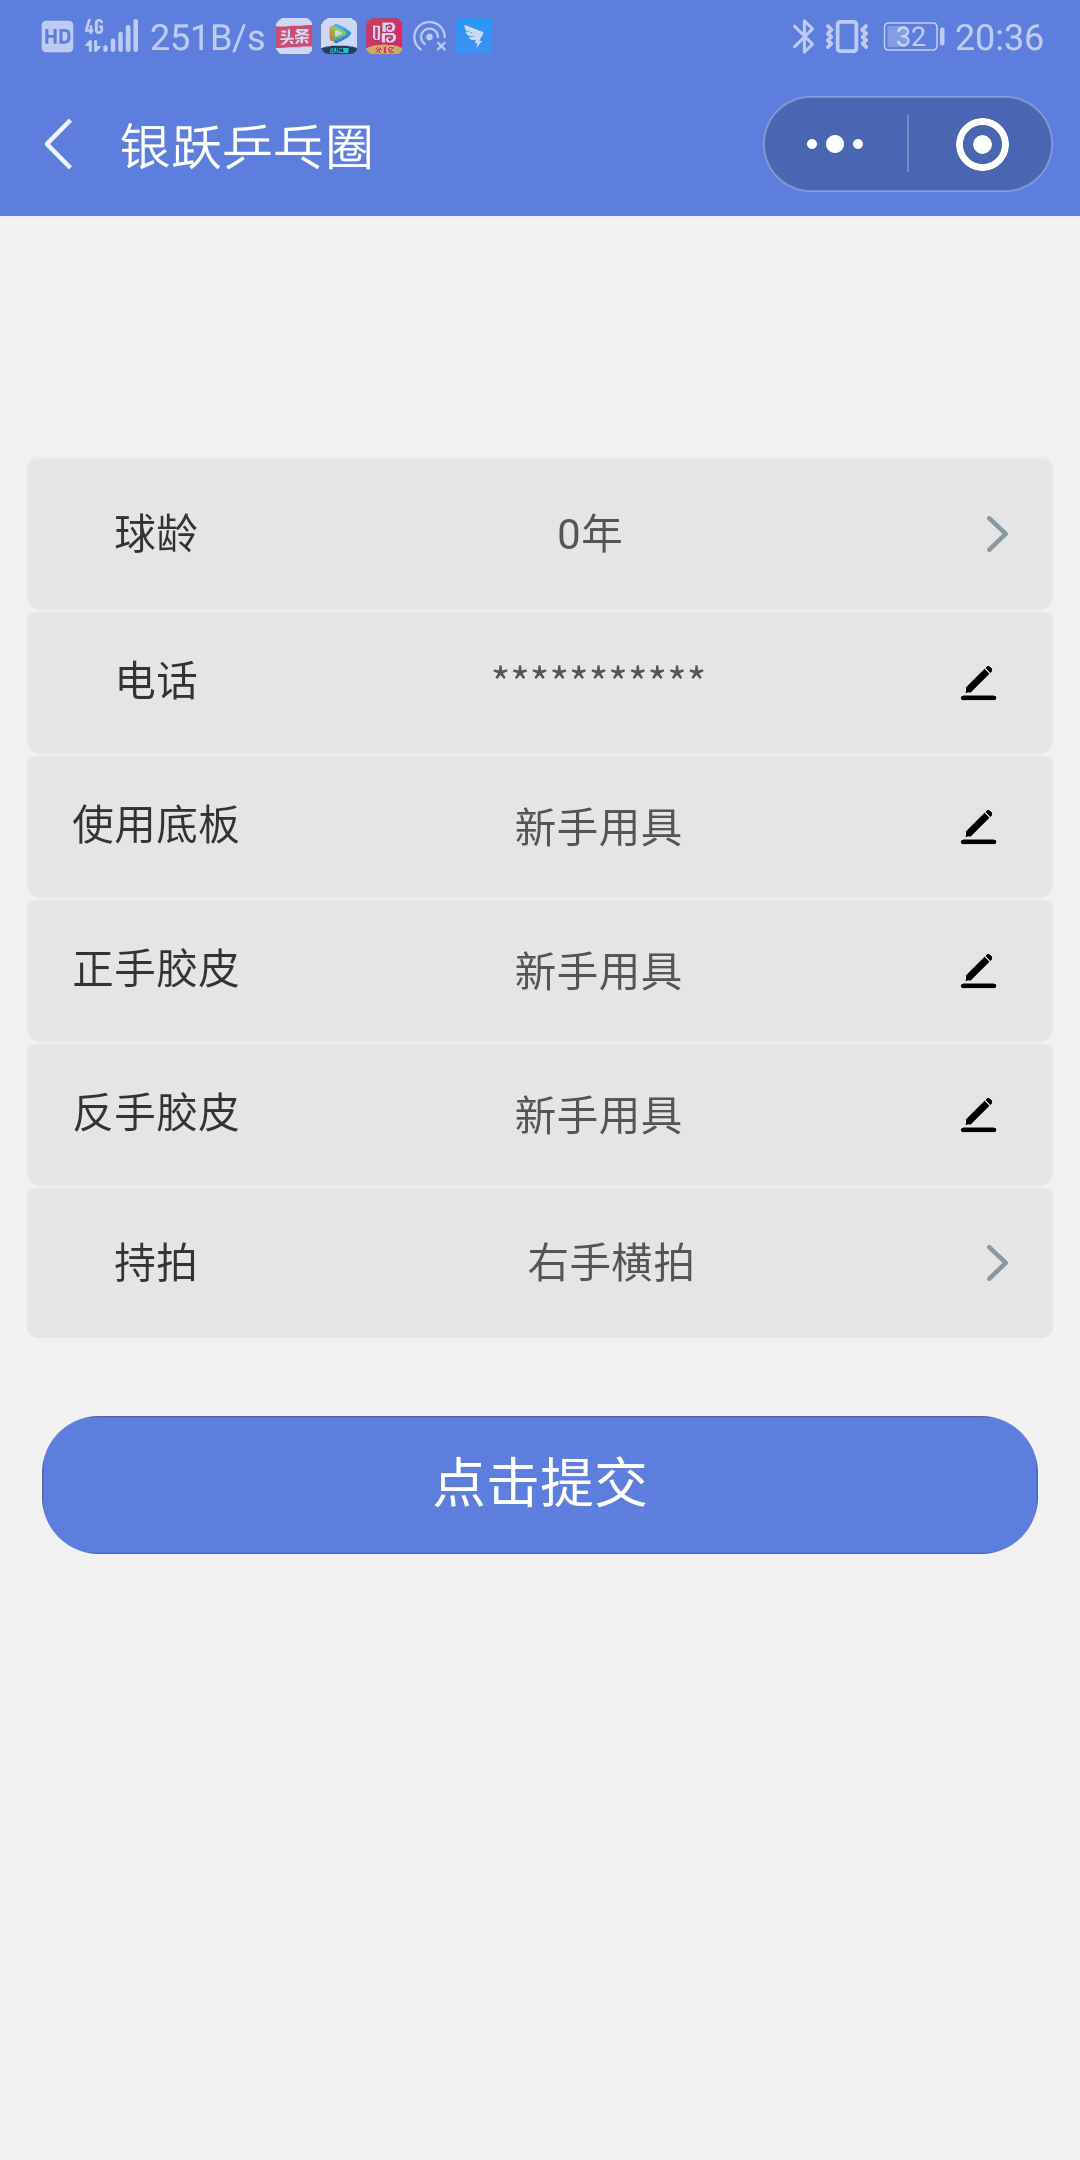 HD 4G 251B/s 头条 唱 32 20:36
银跃乒乓圈
球龄 0年
电话 ***********
使用底板 新手用具
正手胶皮 新手用具
反手胶皮 新手用具
持拍 右手横拍
点击提交